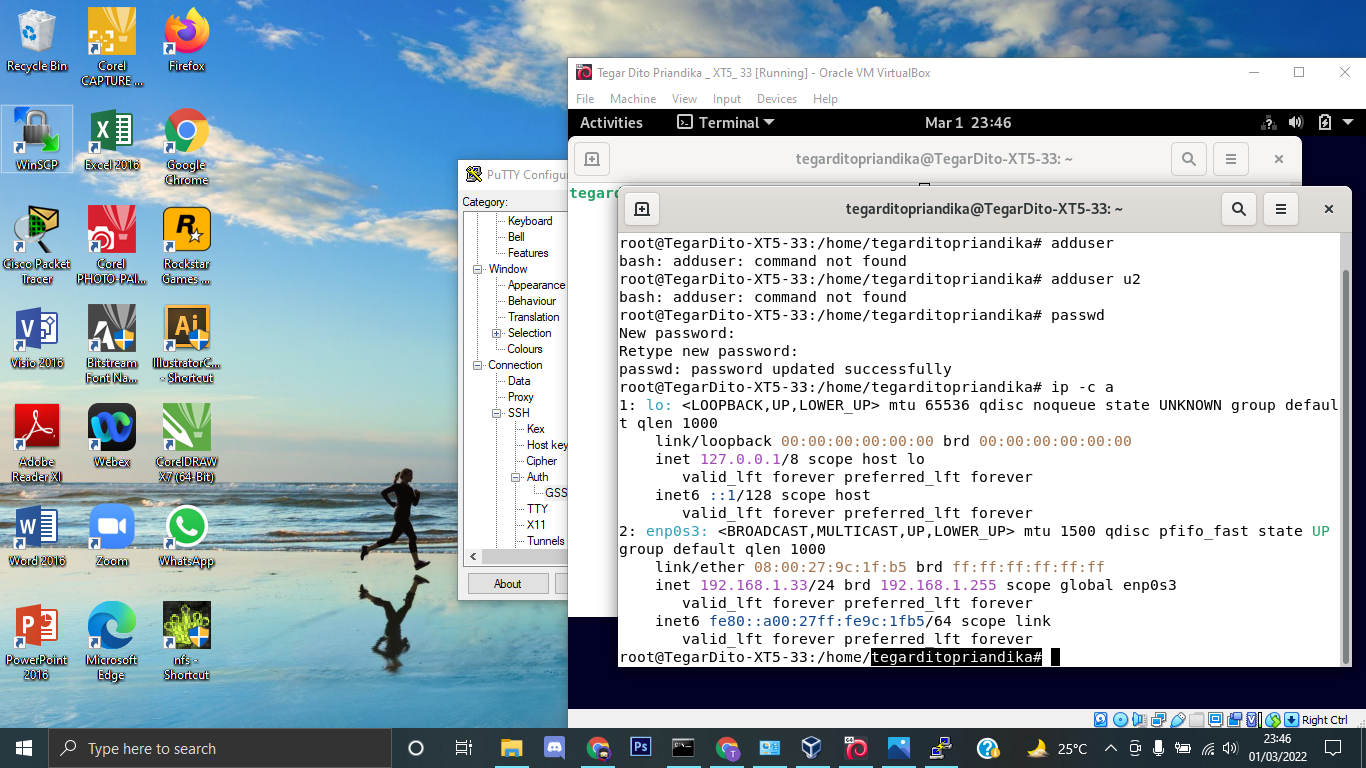 Recycle Bin
Corel CAPTURE ...
Firefox
WinSCP
Excel 2016
Google Chrome
Cisco Packet Tracer
Corel PHOTO-PAI...
Rockstar Games ...
Visio 2016
Bitstream Font Na...
IllustratorC... - Shortcut
Adobe Reader XI
Webex
CorelDRAW X7 (64-Bit)
Word 2016
Zoom
WhatsApp
PowerPoint 2016
Microsoft Edge
nfs - Shortcut
PuTTY Configu
Category:
Keyboard
Bell
Features
Window
Appearance
Behaviour
Translation
Selection
Colours
Connection
Data
Proxy
SSH
Kex
Host key
Cipher
Auth
GSS
TTY
X11
Tunnels
About
Tegar Dito Priandika _ XT5_ 33 [Running] - Oracle VM VirtualBox
File Machine View Input Devices Help
Activities Terminal Mar 1 23:46
tegarditopriandika@TegarDito-XT5-33: ~
tegard
tegarditopriandika@TegarDito-XT5-33: ~
root@TegarDito-XT5-33:/home/tegarditopriandika# adduser
bash: adduser: command not found
root@TegarDito-XT5-33:/home/tegarditopriandika# adduser u2
bash: adduser: command not found
root@TegarDito-XT5-33:/home/tegarditopriandika# passwd
New password:
Retype new password:
passwd: password updated successfully
root@TegarDito-XT5-33:/home/tegarditopriandika# ip -c a
1: lo: <LOOPBACK,UP,LOWER_UP> mtu 65536 qdisc noqueue state UNKNOWN group defaul
t qlen 1000
link/loopback 00:00:00:00:00:00 brd 00:00:00:00:00:00
inet 127.0.0.1/8 scope host lo
valid_lft forever preferred_lft forever
inet6 ::1/128 scope host
valid_lft forever preferred_lft forever
2: enp0s3: <BROADCAST,MULTICAST,UP,LOWER_UP> mtu 1500 qdisc pfifo_fast state UP
group default qlen 1000
link/ether 08:00:27:9c:1f:b5 brd ff:ff:ff:ff:ff:ff
inet 192.168.1.33/24 brd 192.168.1.255 scope global enp0s3
valid_lft forever preferred_lft forever
inet6 fe80::a00:27ff:fe9c:1fb5/64 scope link
valid_lft forever preferred_lft forever
root@TegarDito-XT5-33:/home/tegarditopriandika#
Right Ctrl
Type here to search
25°C
23:46
01/03/2022